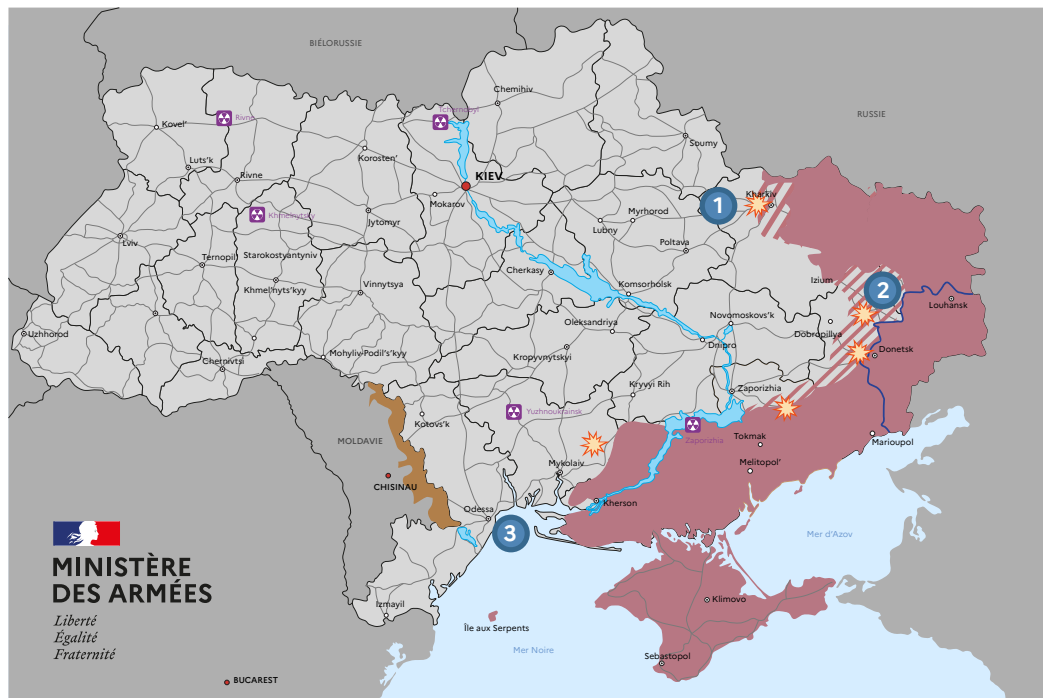 BIÉLORUSSIE
Chemihiv
Tchernobyl
RUSSIE
Rivne
Kovel'
Soumy
Korosten'
Luts'k
KIEV
Rivne
Kharkiv
1
Mokarov
Myrhorod
Khmelnytsky
Jytomyr
Lubny
Lviv
Poltava
Ternopil
Starokostyantyniv
Cherkasy
Izium
2
Khmel'nyts'kyy
Vinnytsya
Komsorholsk
Louhansk
Novomoskovs'k
Oleksandriya
Uzhhorod
Dobropillya
Dnipro
Mohyliv-Podil's'kyy
Donetsk
Chernivtsi
Kropyvnytskyi
Kryvyi Rih
Zaporizhia
Yuzhnoukrainsk
Kotovs'k
Tokmak
Zaporizhia
MOLDAVIE
Marioupol
Mykolaiv
Melitopol'
CHISINAU
Kherson
Odessa
3
Mer d'Azov
MINISTÈRE
DES ARMÉES
Liberté
Égalité
Fraternité
Izmayil
Klimovo
Île aux Serpents
Mer Noire
Sebastopol
BUCAREST